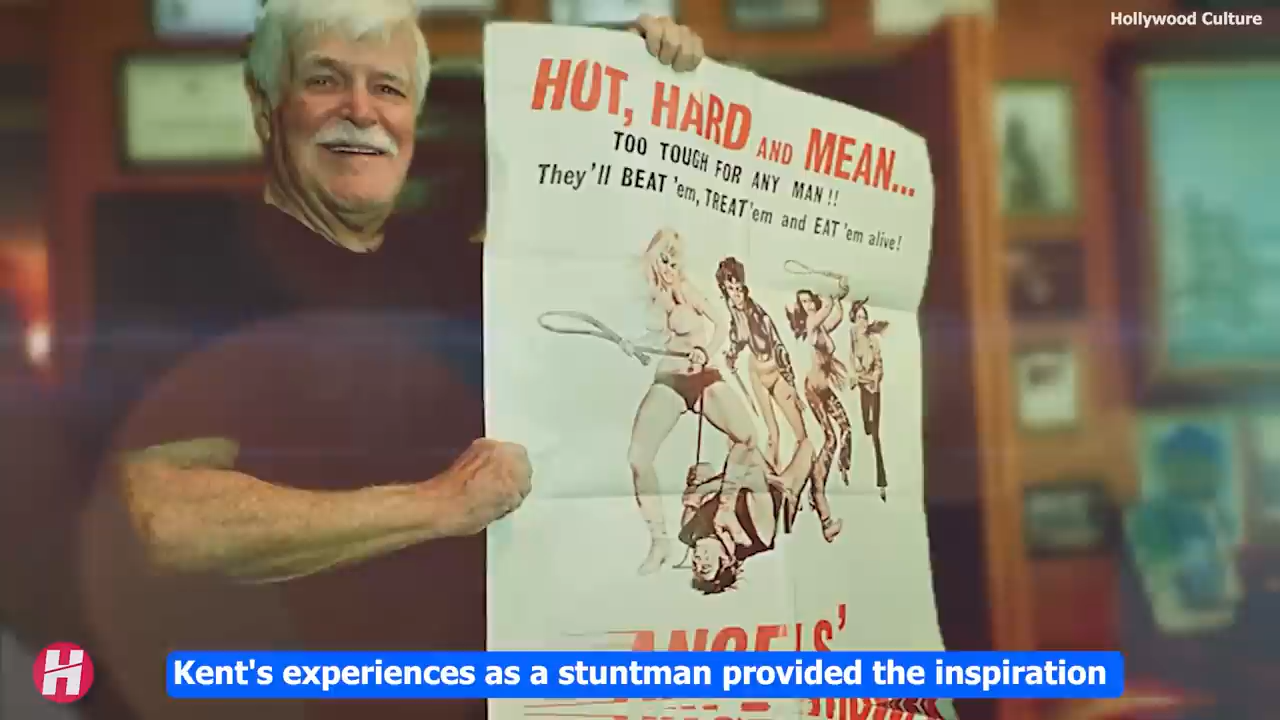 Hollywood Culture
HOT, HARD AND MEAN...
TOO TOUGH FOR ANY MAN !!
They'll BEAT 'em, TREAT 'em and EAT 'em alive!
ANGELS'
H
Kent's experiences as a stuntman provided the inspiration